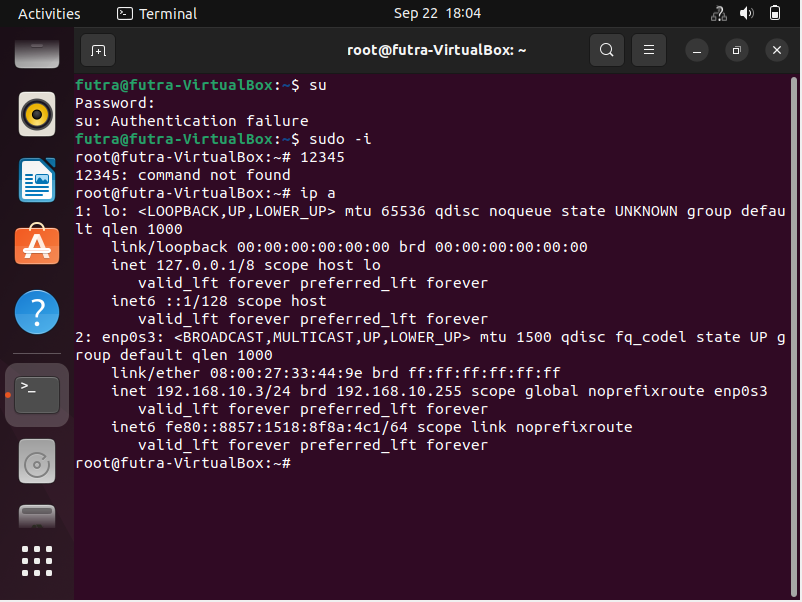 Activities
Terminal
Sep 22 18:04
root@futra-VirtualBox: ~
futra@futra-VirtualBox:~$ su
Password:
su: Authentication failure
futra@futra-VirtualBox:~$ sudo -i
root@futra-VirtualBox:~# 12345
12345: command not found
root@futra-VirtualBox:~# ip a
1: lo: <LOOPBACK,UP,LOWER_UP> mtu 65536 qdisc noqueue state UNKNOWN group defau
lt qlen 1000
link/loopback 00:00:00:00:00:00 brd 00:00:00:00:00:00
inet 127.0.0.1/8 scope host lo
valid_lft forever preferred_lft forever
inet6 ::1/128 scope host
valid_lft forever preferred_lft forever
2: enp0s3: <BROADCAST,MULTICAST,UP,LOWER_UP> mtu 1500 qdisc fq_codel state UP g
roup default qlen 1000
link/ether 08:00:27:33:44:9e brd ff:ff:ff:ff:ff:ff
inet 192.168.10.3/24 brd 192.168.10.255 scope global noprefixroute enp0s3
valid_lft forever preferred_lft forever
inet6 fe80::8857:1518:8f8a:4c1/64 scope link noprefixroute
valid_lft forever preferred_lft forever
root@futra-VirtualBox:~#